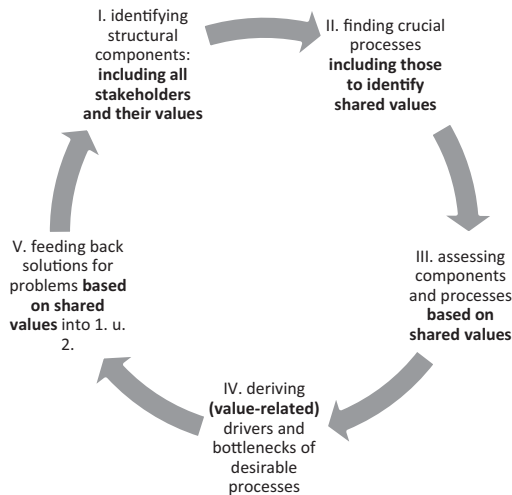 I. identifying
structural
components:
including all
stakeholders
and their values
II. finding crucial
processes
including those
to identify
shared values
III. assessing
components
and processes
based on
shared values
IV. deriving
(value-related)
drivers and
bottlenecks of
desirable
processes
V. feeding back
solutions for
problems based
on shared
values into 1. u.
2.